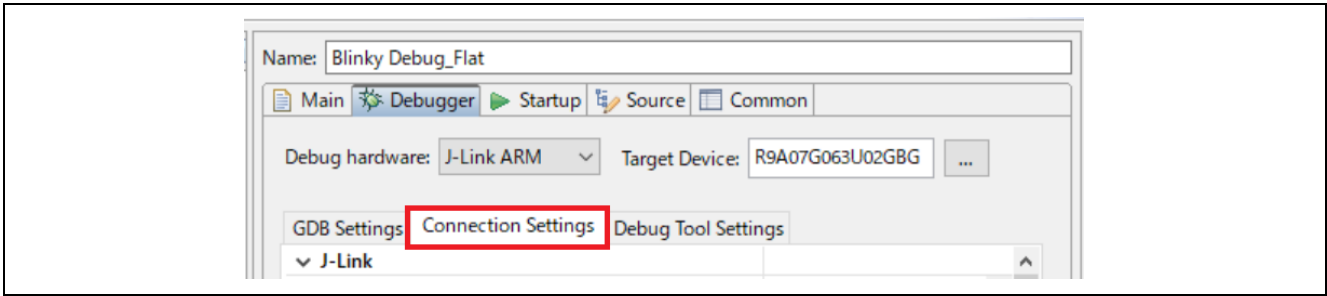 Name: Blinky Debug_Flat
Main Debugger Startup Source Common
Debug hardware: J-Link ARM Target Device: R9A07G063U02GBG ...
GDB Settings Connection Settings Debug Tool Settings
J-Link